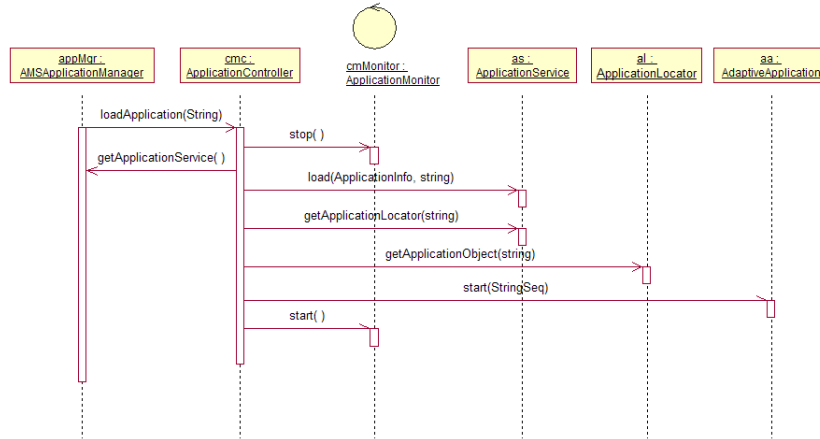 appMgr :
AMSApplicationManager
cmc :
ApplicationController
cmMonitor :
ApplicationMonitor
as :
ApplicationService
al :
ApplicationLocator
aa :
AdaptiveApplication
loadApplication(String)
stop( )
getApplicationService( )
load(ApplicationInfo, string)
getApplicationLocator(string)
getApplicationObject(string)
start(StringSeq)
start( )